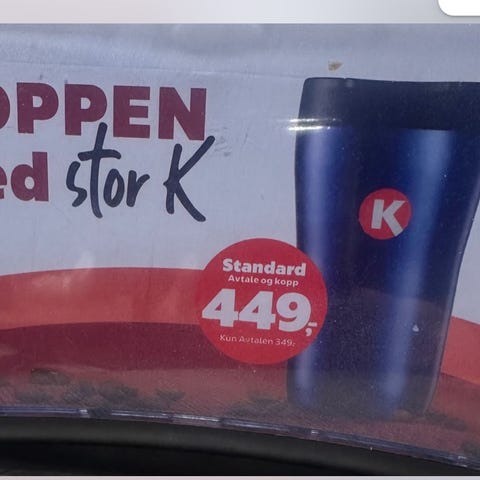 OPPEN
ed stor K
K
Standard
Avtale og kopp
449,-
Kun Avtalen 349,-